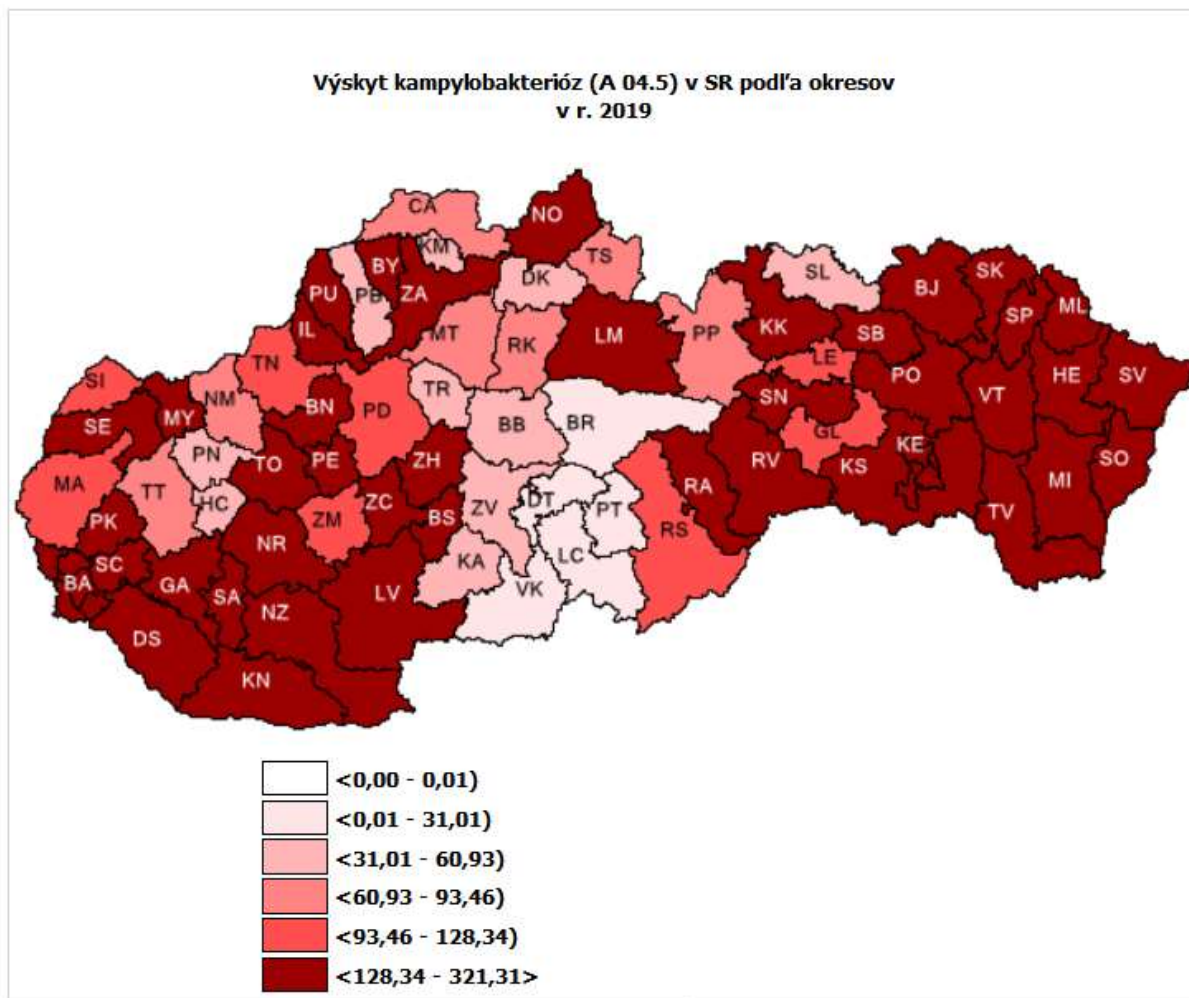 Výskyt kampylobakterióz (A 04.5) v SR podľa okresov
v r. 2019
CA
NO
KM
TS
BY
DK
SL
SK
PU
PB
ZA
BJ
ML
SP
IL
MT
RK
LM
PP
KK
SB
TN
LE
PO
HE
SV
SI
NM
BN
PD
TR
BB
BR
SN
VT
SE
MY
PN
TO
PE
ZH
GL
KE
RV
KS
SO
MA
TT
HC
ZC
BS
ZV
DT
PT
RA
MI
PK
ZM
RS
TV
NR
LC
BA
SC
GA
SA
LV
KA
VK
NZ
DS
KN
<0,00 - 0,01)
<0,01 - 31,01)
<31,01 - 60,93)
<60,93 - 93,46)
<93,46 - 128,34)
<128,34 - 321,31>